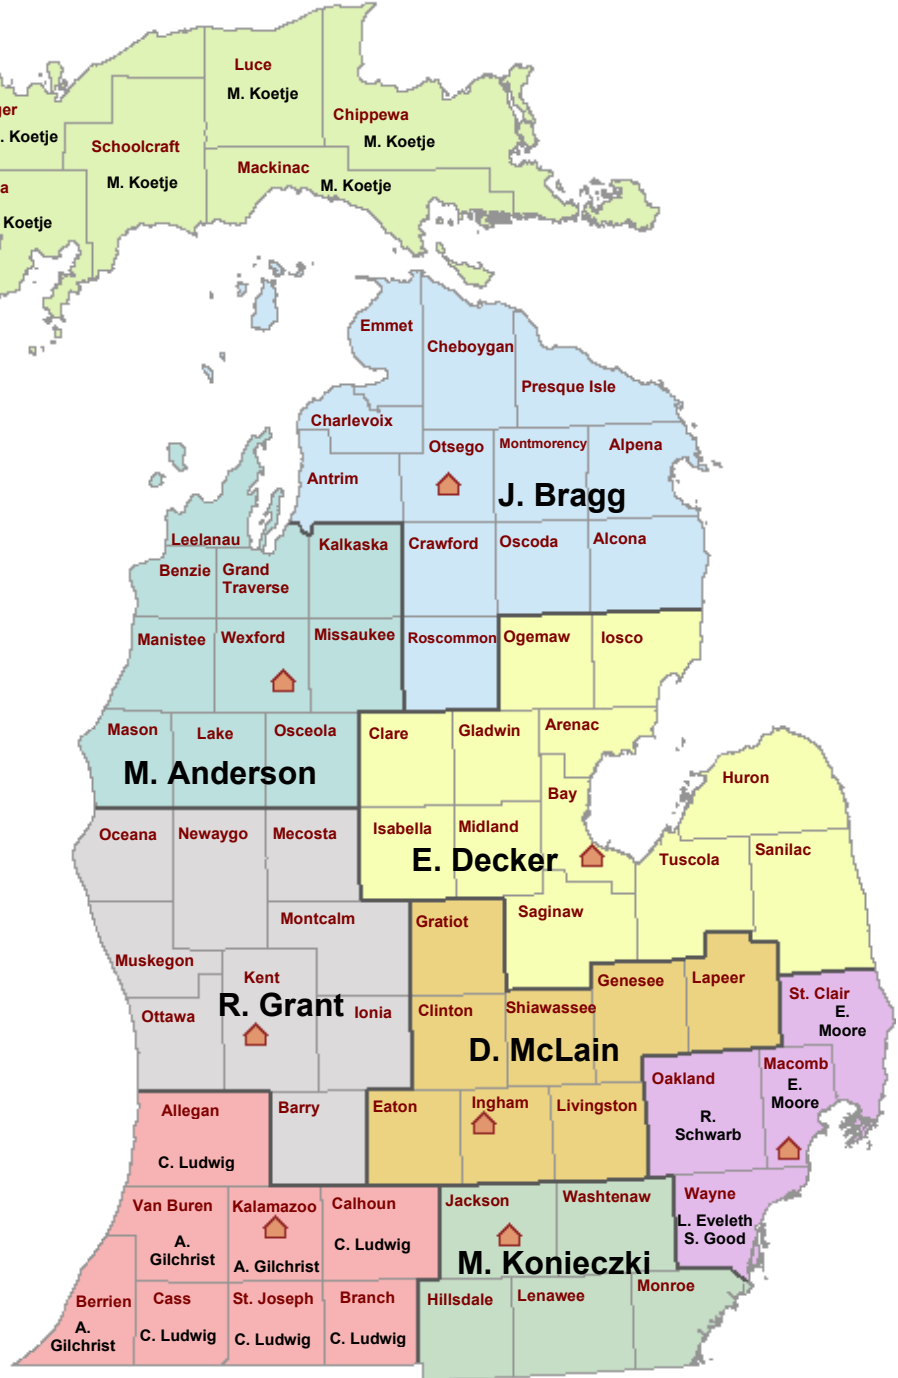 Luce
M. Koetje
ger
. Koetje
Chippewa
M. Koetje
Schoolcraft
M. Koetje
Mackinac
M. Koetje
a
Koetje
Emmet
Cheboygan
Presque Isle
Charlevoix
Otsego
Montmorency
Alpena
Antrim
J. Bragg
Leelanau
Kalkaska
Crawford
Oscoda
Alcona
Benzie
Grand
Traverse
Manistee
Wexford
Missaukee
Roscommon
Ogemaw
Iosco
Mason
Lake
Osceola
Clare
Gladwin
Arenac
M. Anderson
Bay
Huron
Oceana
Newaygo
Mecosta
Isabella
Midland
E. Decker
Tuscola
Sanilac
Montcalm
Gratiot
Saginaw
Muskegon
Kent
Genesee
Lapeer
R. Grant
Ottawa
Ionia
Clinton
Shiawassee
St. Clair
E.
Moore
D. McLain
Macomb
E.
Moore
Oakland
R.
Schwarb
Allegan
C. Ludwig
Barry
Eaton
Ingham
Livingston
Van Buren
A.
Gilchrist
Kalamazoo
A. Gilchrist
Calhoun
C. Ludwig
Jackson
Washtenaw
Wayne
L. Eveleth
S. Good
M. Konieczki
Berrien
A.
Gilchrist
Cass
C. Ludwig
St. Joseph
C. Ludwig
Branch
C. Ludwig
Hillsdale
Lenawee
Monroe